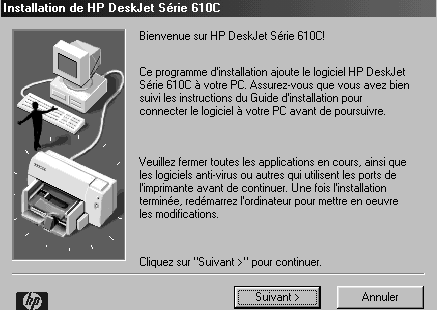 Installation de HP DeskJet Série 610C
Bienvenue sur HP DeskJet Série 610C!
Ce programme d'installation ajoute le logiciel HP DeskJet
Série 610C à votre PC. Assurez-vous que vous avez bien
suivi les instructions du Guide d'installation pour
connecter le logiciel à votre PC avant de poursuivre.
Veuillez fermer toutes les applications en cours, ainsi que
les logiciels anti-virus ou autres qui utilisent les ports de
l'imprimante avant de continuer. Une fois l'installation
terminée, redémarrez l'ordinateur pour mettre en oeuvre
les modifications.
Cliquez sur "Suivant >" pour continuer.
hp
Suivant >
Annuler